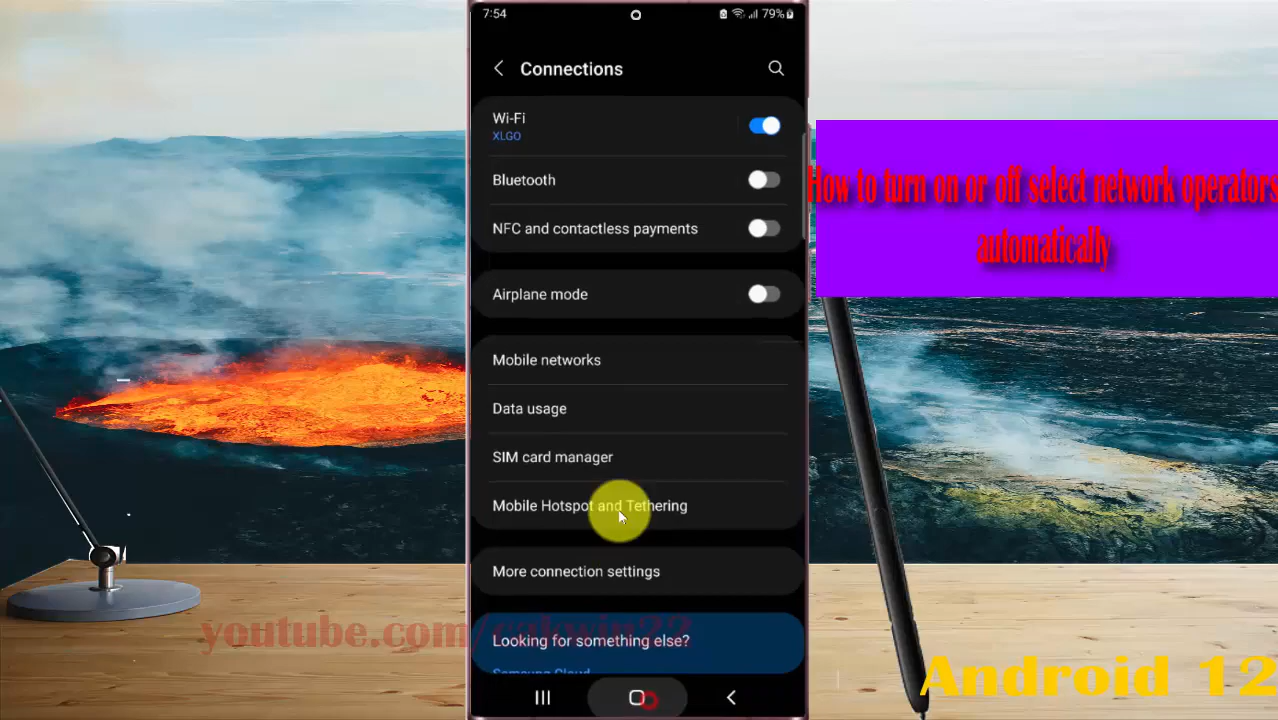 7:54
79%
Connections
Wi-Fi
XLGO
Bluetooth
NFC and contactless payments
Airplane mode
Mobile networks
Data usage
SIM card manager
Mobile Hotspot and Tethering
More connection settings
Looking for something else?
Samsung Cloud
How to turn on or off select network operators
automatically
youtube.com/
Android 12